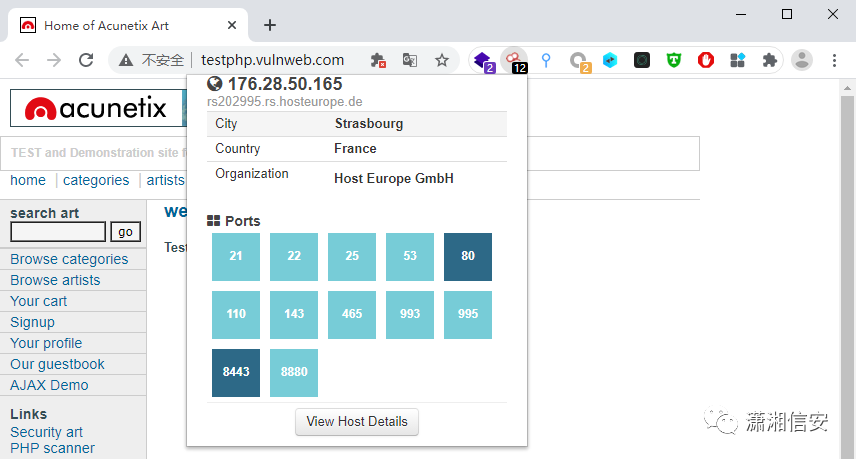 Home of Acunetix Art
不安全
testphp.vulnweb.com
2
12
2
acunetix
TEST and Demonstration site f
home | categories | artists
search art
go
Browse categories
Browse artists
Your cart
Signup
Your profile
Our guestbook
AJAX Demo
Links
Security art
PHP scanner
we
Test
176.28.50.165
rs202995.rs.hosteurope.de
City Strasbourg
Country France
Organization Host Europe GmbH
Ports
21 22 25 53 80
110 143 465 993 995
8443 8880
View Host Details
潇湘信安